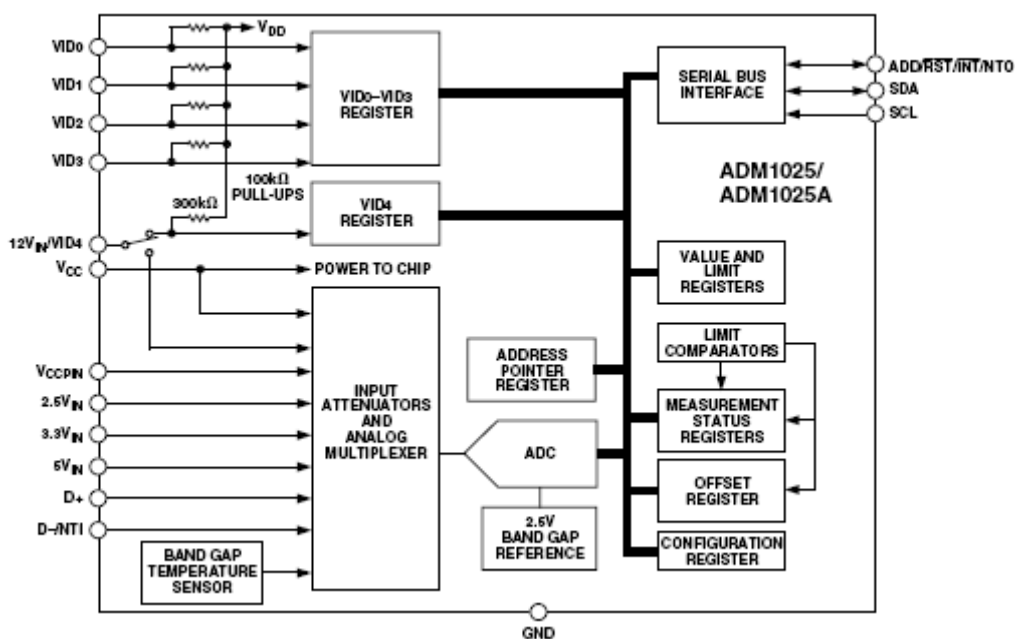 VID0
VID1
VID2
VID3
12VIN/VID4
VCC
VCCPIN
2.5VIN
3.3VIN
5VIN
D+
D–/NTI
VDD
100kΩ
PULL-UPS
300kΩ
VID0–VID3
REGISTER
VID4
REGISTER
POWER TO CHIP
INPUT
ATTENUATORS
AND
ANALOG
MULTIPLEXER
BAND GAP
TEMPERATURE
SENSOR
ADDRESS
POINTER
REGISTER
ADC
2.5V
BAND GAP
REFERENCE
SERIAL BUS
INTERFACE
ADD/RST/INT/NTO
SDA
SCL
ADM1025/
ADM1025A
VALUE AND
LIMIT
REGISTERS
LIMIT
COMPARATORS
MEASUREMENT
STATUS
REGISTERS
OFFSET
REGISTER
CONFIGURATION
REGISTER
GND